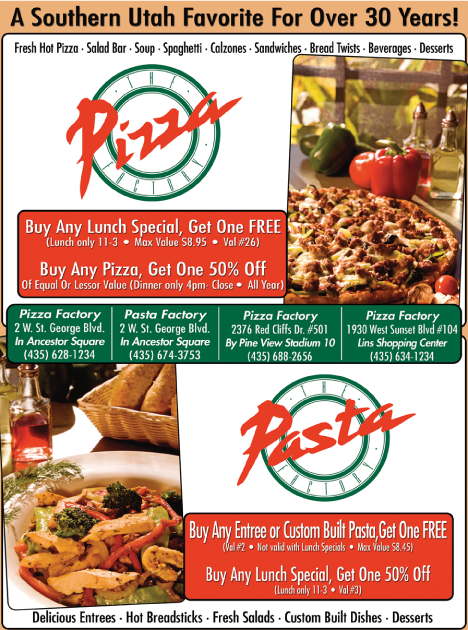 A Southern Utah Favorite For Over 30 Years!
Fresh Hot Pizza · Salad Bar · Soup · Spaghetti · Calzones · Sandwiches · Bread Twists · Beverages · Desserts
· THE ·
Pizza
FACTORY
Buy Any Lunch Special, Get One FREE
(Lunch only 11-3 • Max Value $8.95 • Val #26)
Buy Any Pizza, Get One 50% Off
Of Equal Or Lessor Value (Dinner only 4pm- Close • All Year)
Pizza Factory
2 W. St. George Blvd.
In Ancestor Square
(435) 628-1234
Pasta Factory
2 W. St. George Blvd.
In Ancestor Square
(435) 674-3753
Pizza Factory
2376 Red Cliffs Dr. #501
By Pine View Stadium 10
(435) 688-2656
Pizza Factory
1930 West Sunset Blvd #104
Lins Shopping Center
(435) 634-1234
· THE ·
Pasta
FACTORY
Buy Any Entree or Custom Built Pasta,Get One FREE
(Val #2 • Not valid with Lunch Specials • Max Value $8.45)
Buy Any Lunch Special, Get One 50% Off
(Lunch only 11-3 • Val #3)
Delicious Entrees · Hot Breadsticks · Fresh Salads · Custom Built Dishes · Desserts